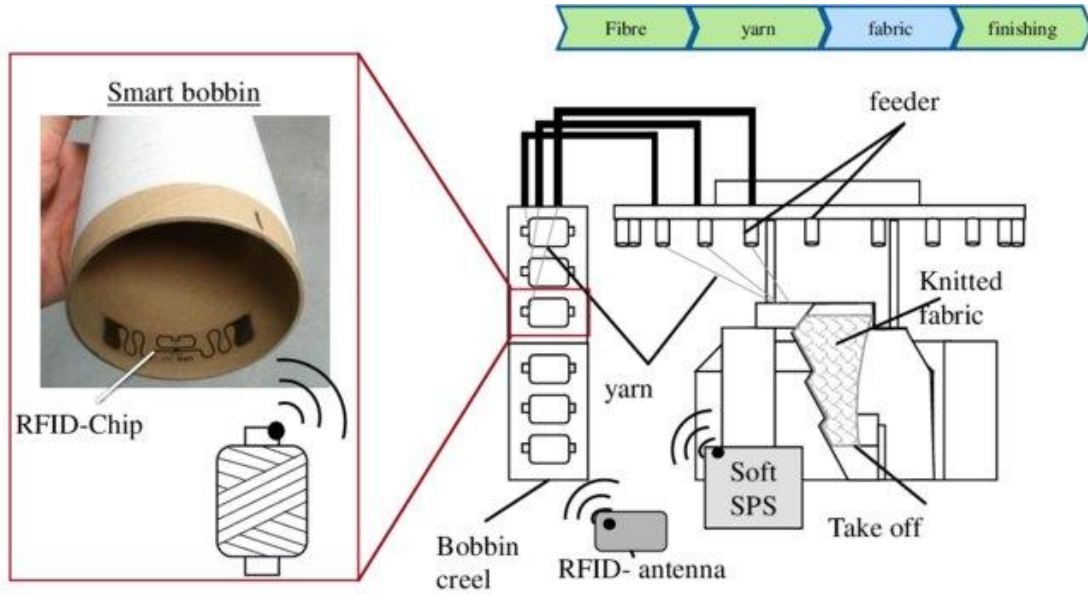 Fibre
yarn
fabric
finishing
Smart bobbin
feeder
Knitted
fabric
yarn
RFID-Chip
Soft
SPS
Take off
Bobbin
creel
RFID- antenna